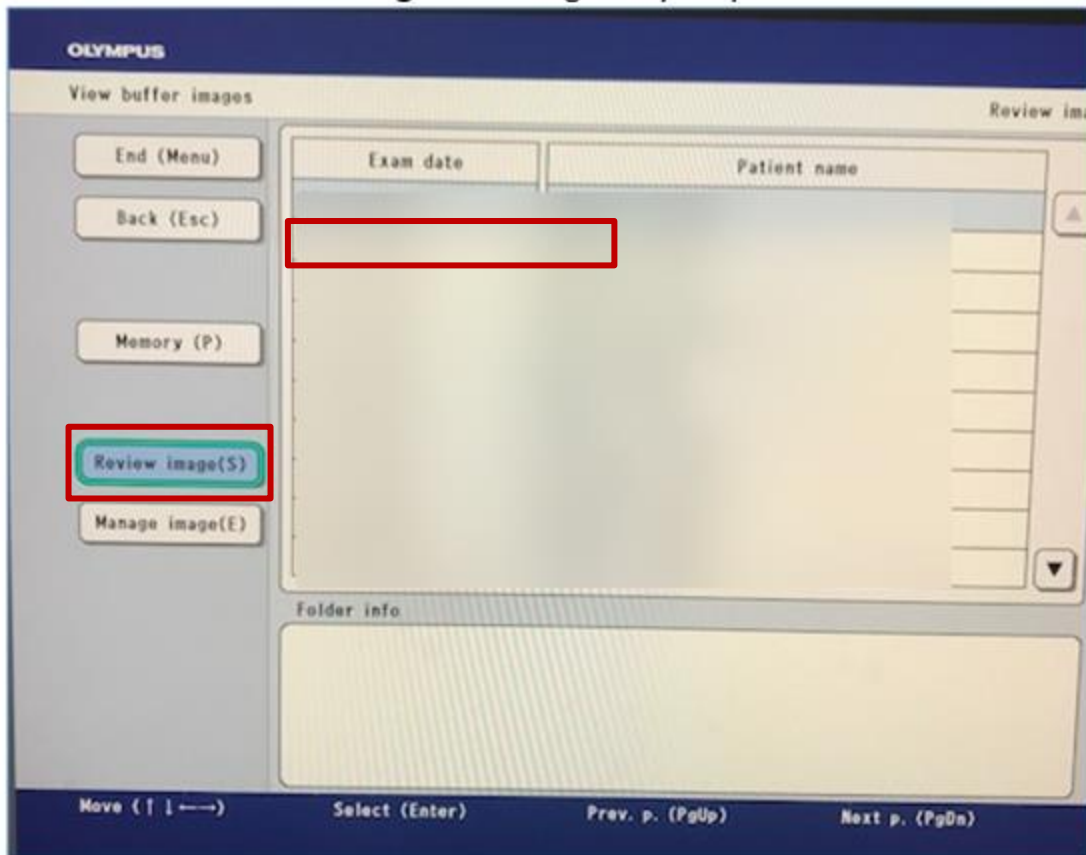 OLYMPUS
View buffer images
Review
End (Menu)
Exam date
Patient name
Back (Esc)
▲
Memory (P)
Review image(S)
Manage image(E)
▼
Folder info
Move (↑↓←→)
Select (Enter)
Prev. p. (PgUp)
Next p. (PgDn)